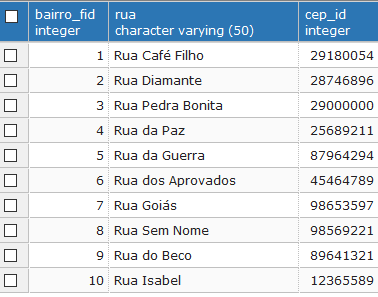 bairro_fid rua cep_id
integer character varying (50) integer
1 Rua Café Filho 29180054
2 Rua Diamante 28746896
3 Rua Pedra Bonita 29000000
4 Rua da Paz 25689211
5 Rua da Guerra 87964294
6 Rua dos Aprovados 45464789
7 Rua Goiás 98653597
8 Rua Sem Nome 98569221
9 Rua do Beco 89641321
10 Rua Isabel 12365589